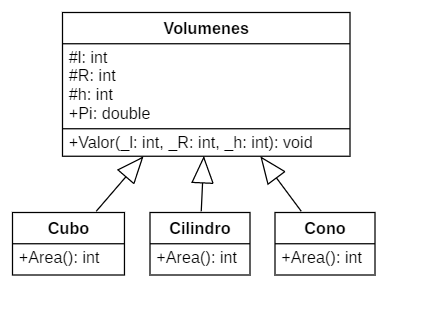 Volumenes
#l: int
#R: int
#h: int
+Pi: double
+Valor(_l: int, _R: int, _h: int): void
Cubo
+Area(): int
Cilindro
+Area(): int
Cono
+Area(): int